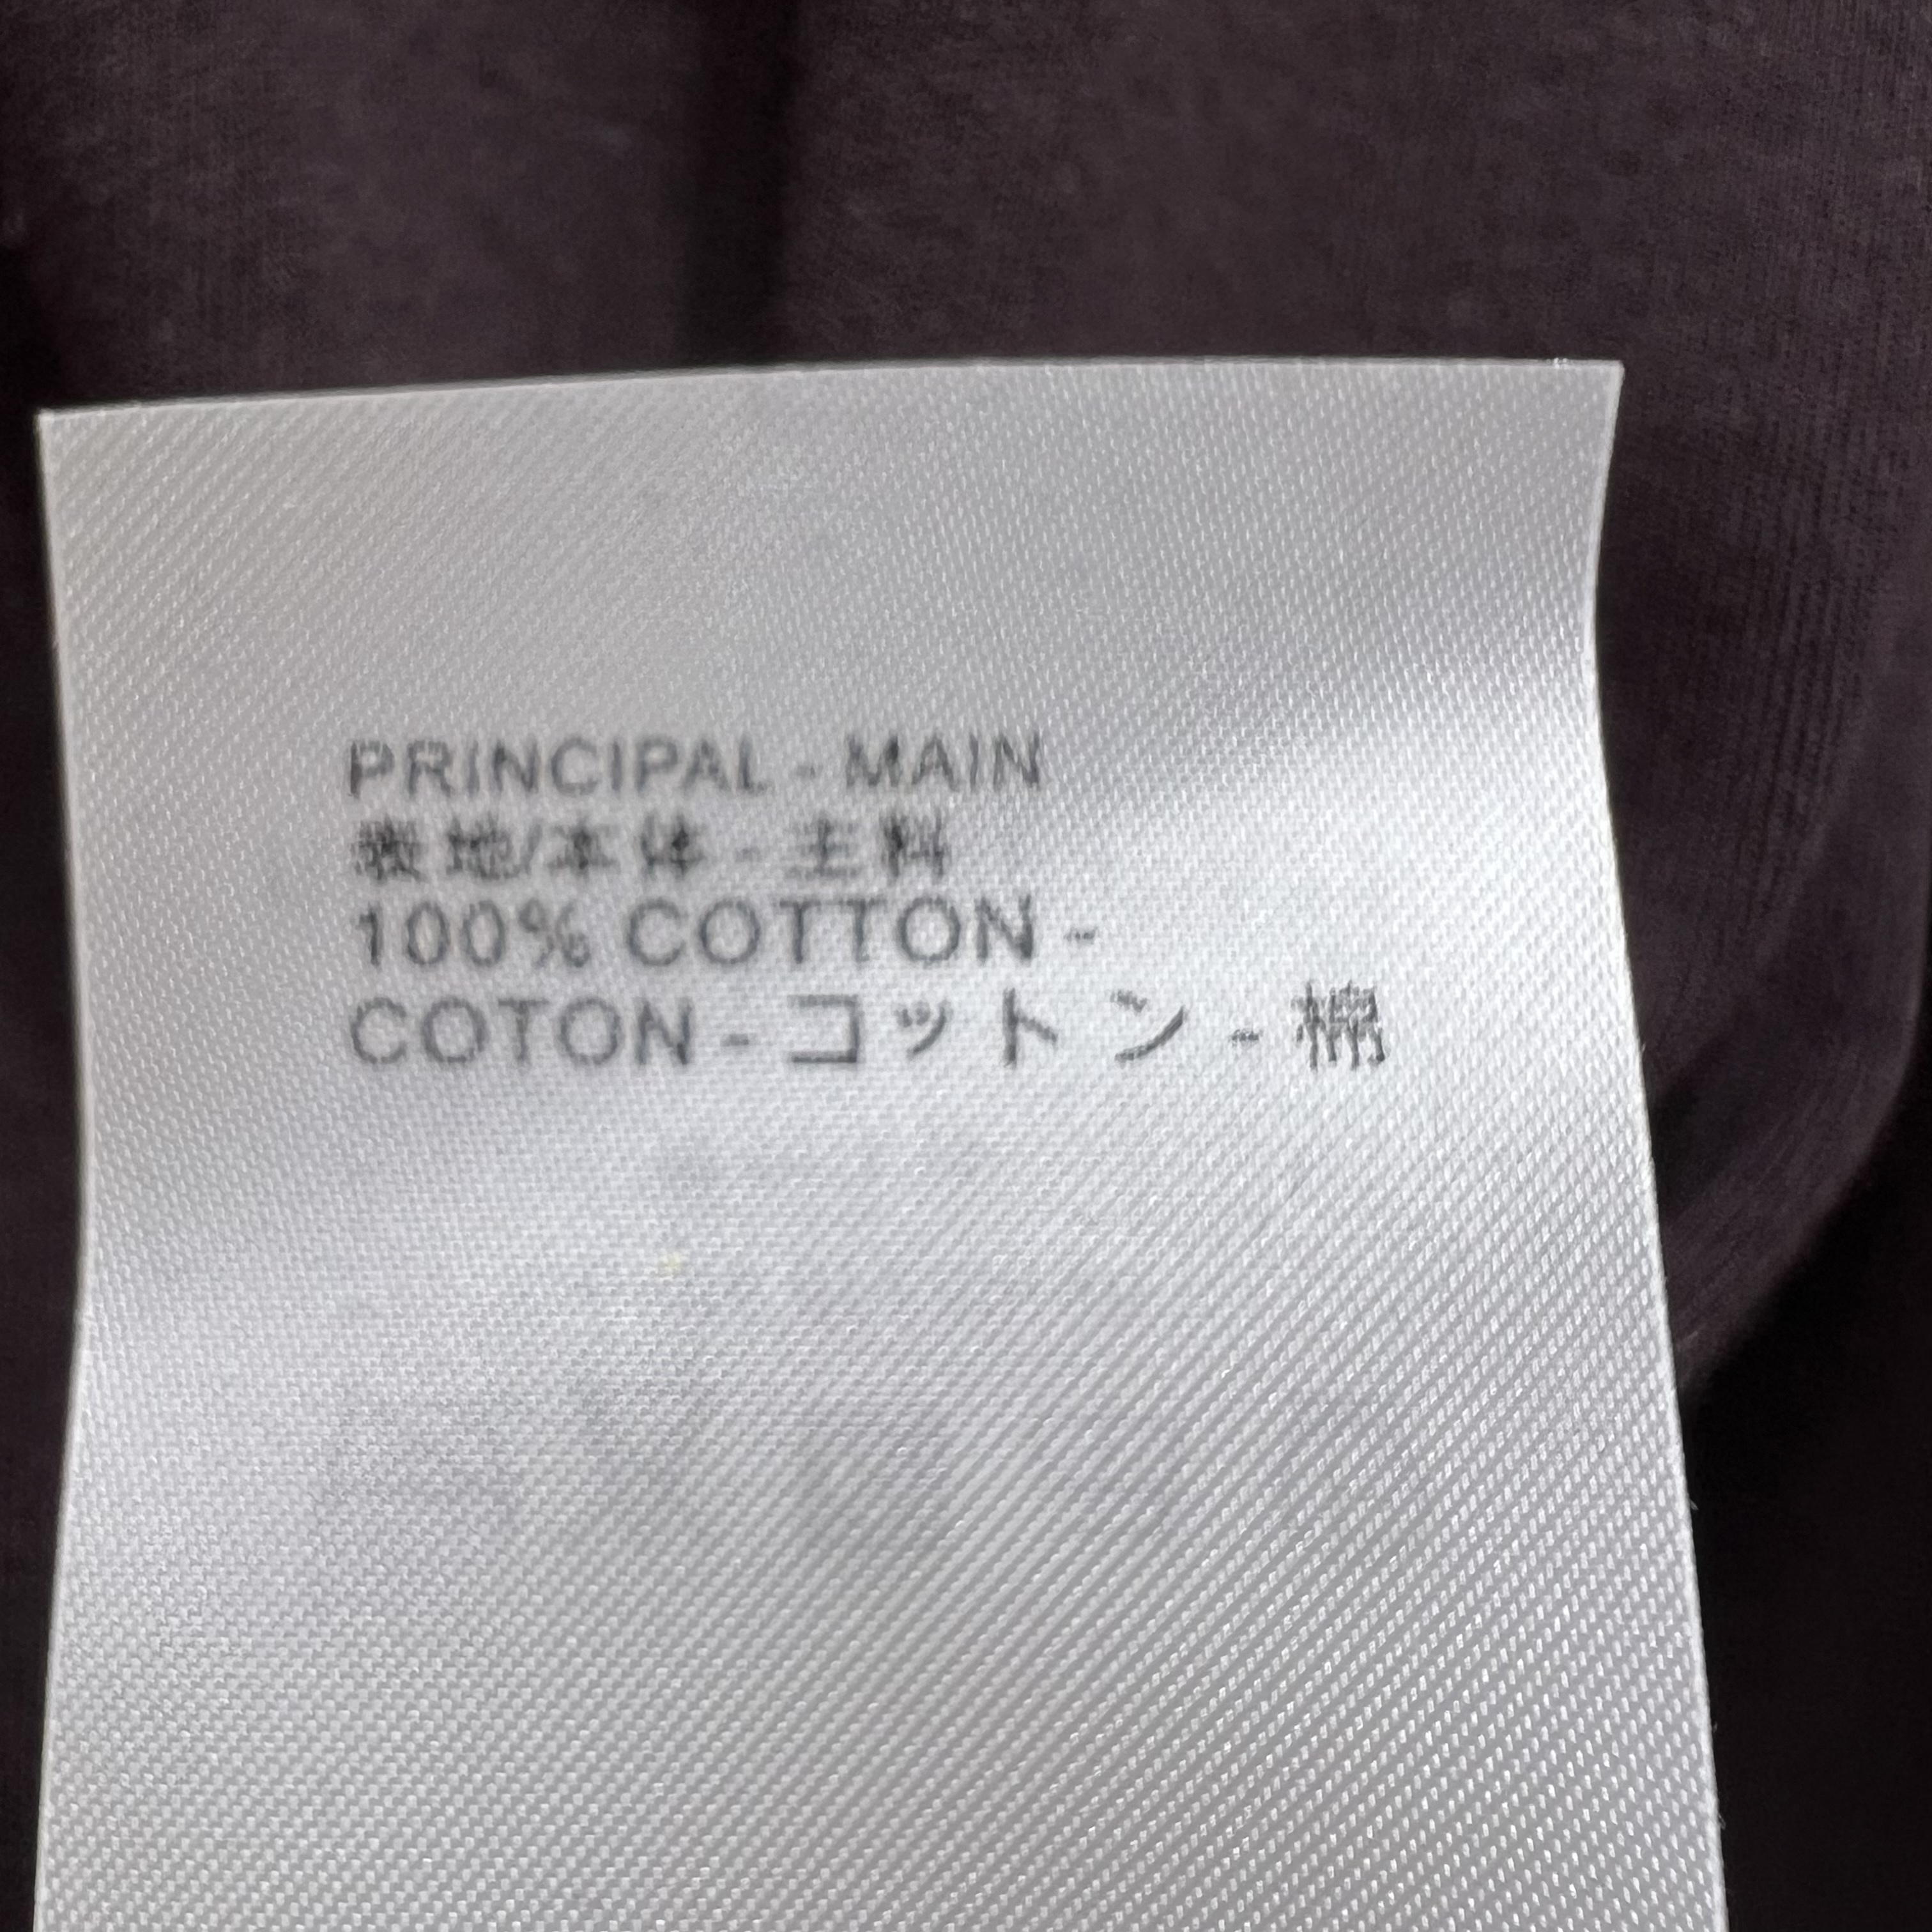 PRINCIPAL - MAIN
表地/本体 - 主料
100% COTTON -
COTON - コットン - 棉